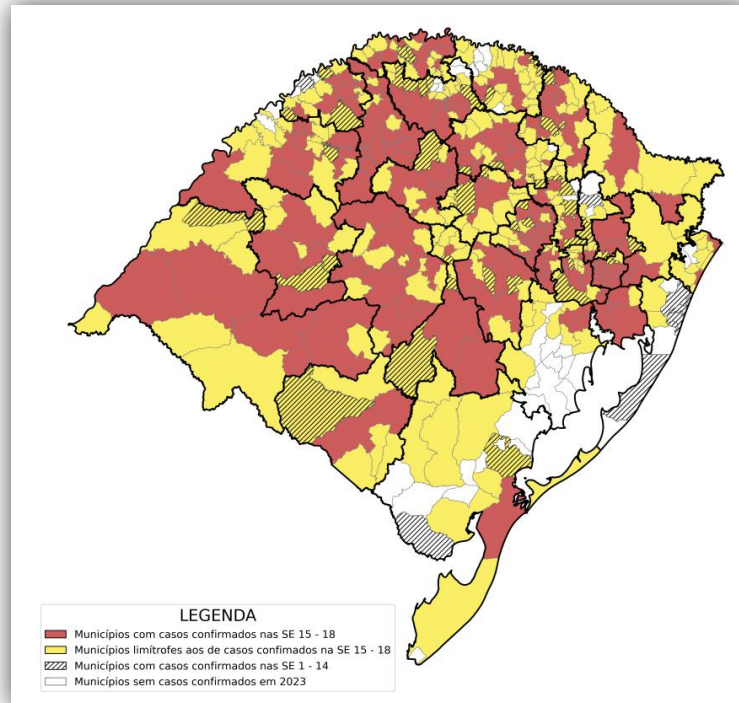 LEGENDA
Municípios com casos confirmados nas SE 15 - 18
Municípios limítrofes aos de casos confimados na SE 15 - 18
Municípios com casos confirmados nas SE 1 - 14
Municípios sem casos confirmados em 2023